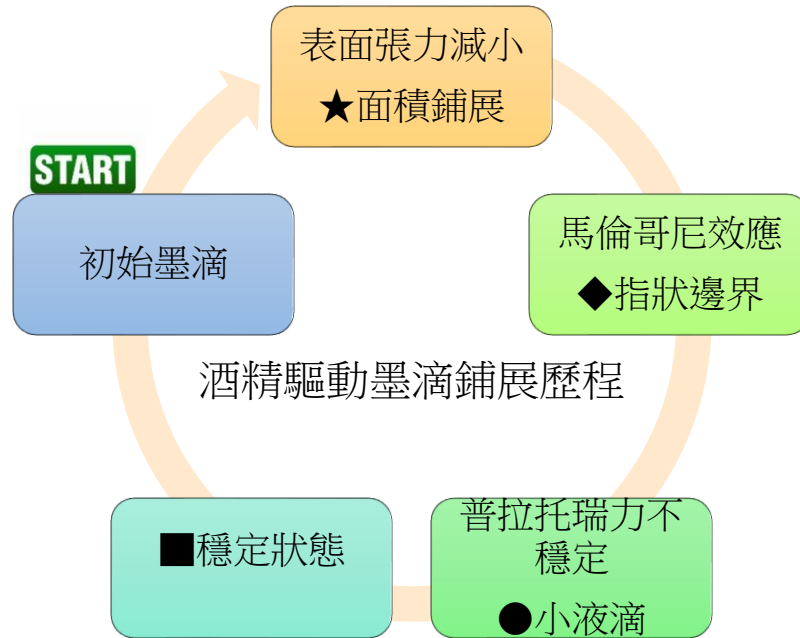 表面張力減小
★面積鋪展
START
初始墨滴
馬倫哥尼效應
◆指狀邊界
酒精驅動墨滴鋪展歷程
普拉托瑞力不
穩定
●小液滴
■穩定狀態